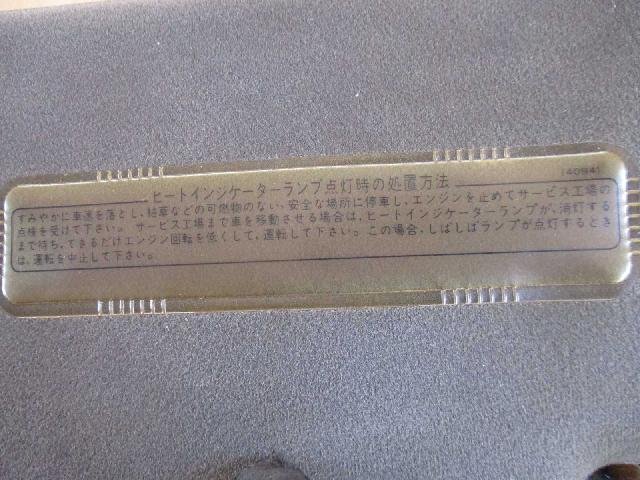 140941
ヒートインジケーターランプ点灯時の処置方法
すみやかに車速を落とし、枯草などの可燃物のない、安全な場所に停車し、エンジンを止めてサービス工場の
点検を受けて下さい。 サービス工場まで車を移動させる場合は、ヒートインジケーターランプが、消灯する
まで待ち、できるだけエンジン回転を低くして、運転して下さい。この場合、しばしばランプが点灯するとき
は、運転を中止して下さい。